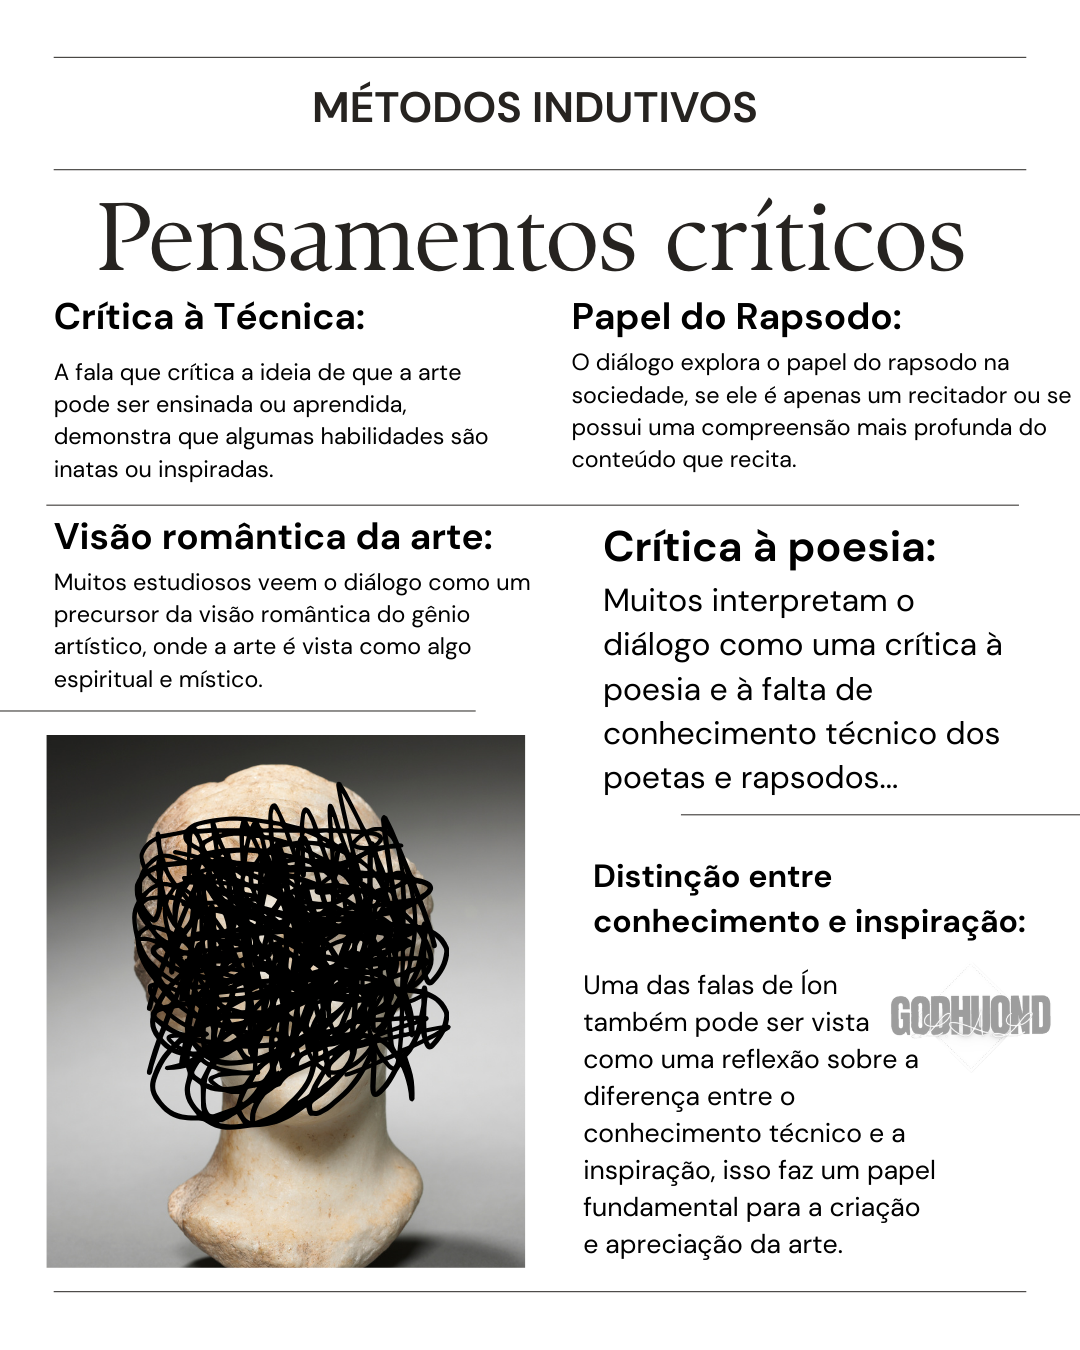 MÉTODOS INDUTIVOS
Pensamentos críticos
Crítica à Técnica:
A fala que crítica a ideia de que a arte
pode ser ensinada ou aprendida,
demonstra que algumas habilidades são
inatas ou inspiradas.
Papel do Rapsodo:
O diálogo explora o papel do rapsodo na
sociedade, se ele é apenas um recitador ou se
possui uma compreensão mais profunda do
conteúdo que recita.
Visão romântica da arte:
Muitos estudiosos veem o diálogo como um
precursor da visão romântica do gênio
artístico, onde a arte é vista como algo
espiritual e místico.
Crítica à poesia:
Muitos interpretam o
diálogo como uma crítica à
poesia e à falta de
conhecimento técnico dos
poetas e rapsodos...
Distinção entre
conhecimento e inspiração:
Uma das falas de Íon
também pode ser vista
como uma reflexão sobre a
diferença entre o
conhecimento técnico e a
inspiração, isso faz um papel
fundamental para a criação
e apreciação da arte.